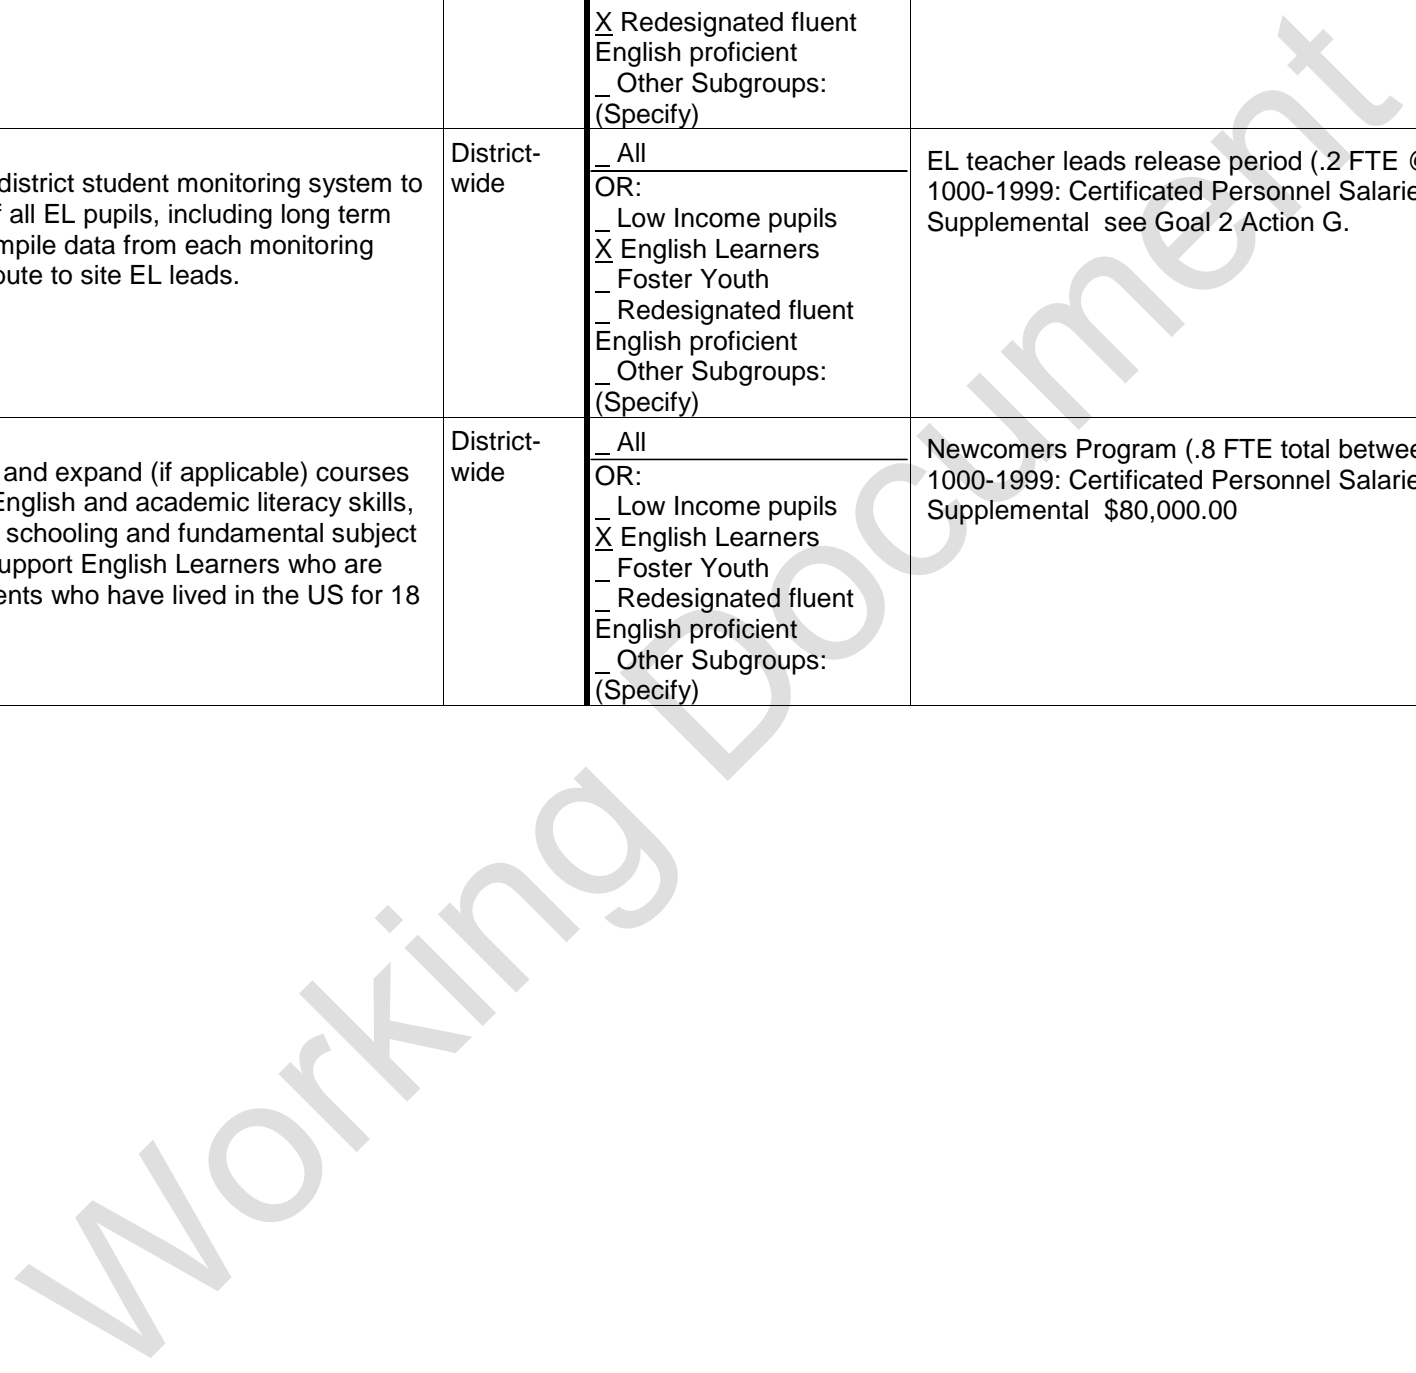 X Redesignated fluent
English proficient
_ Other Subgroups:
(Specify)
district student monitoring system to
all EL pupils, including long term
data from each monitoring
to site EL leads.
District-
wide
_ All
OR:
_ Low Income pupils
X English Learners
_ Foster Youth
_ Redesignated fluent
English proficient
_ Other Subgroups:
(Specify)
EL teacher leads release period (.2 FTE @
1000-1999: Certificated Personnel Salarie
Supplemental see Goal 2 Action G.
and expand (if applicable) courses
English and academic literacy skills,
schooling and fundamental subject
upport English Learners who are
ents who have lived in the US for 18
District-
wide
_ All
OR:
_ Low Income pupils
X English Learners
_ Foster Youth
_ Redesignated fluent
English proficient
_ Other Subgroups:
(Specify)
Newcomers Program (.8 FTE total betwee
1000-1999: Certificated Personnel Salarie
Supplemental $80,000.00
Working Document